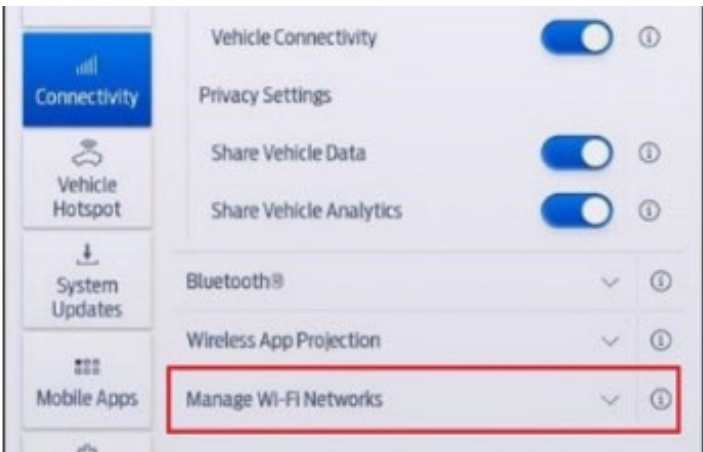 Connectivity
Vehicle
Hotspot
System
Updates
Mobile Apps
Vehicle Connectivity
Privacy Settings
Share Vehicle Data
Share Vehicle Analytics
Bluetooth®
Wireless App Projection
Manage Wi-Fi Networks